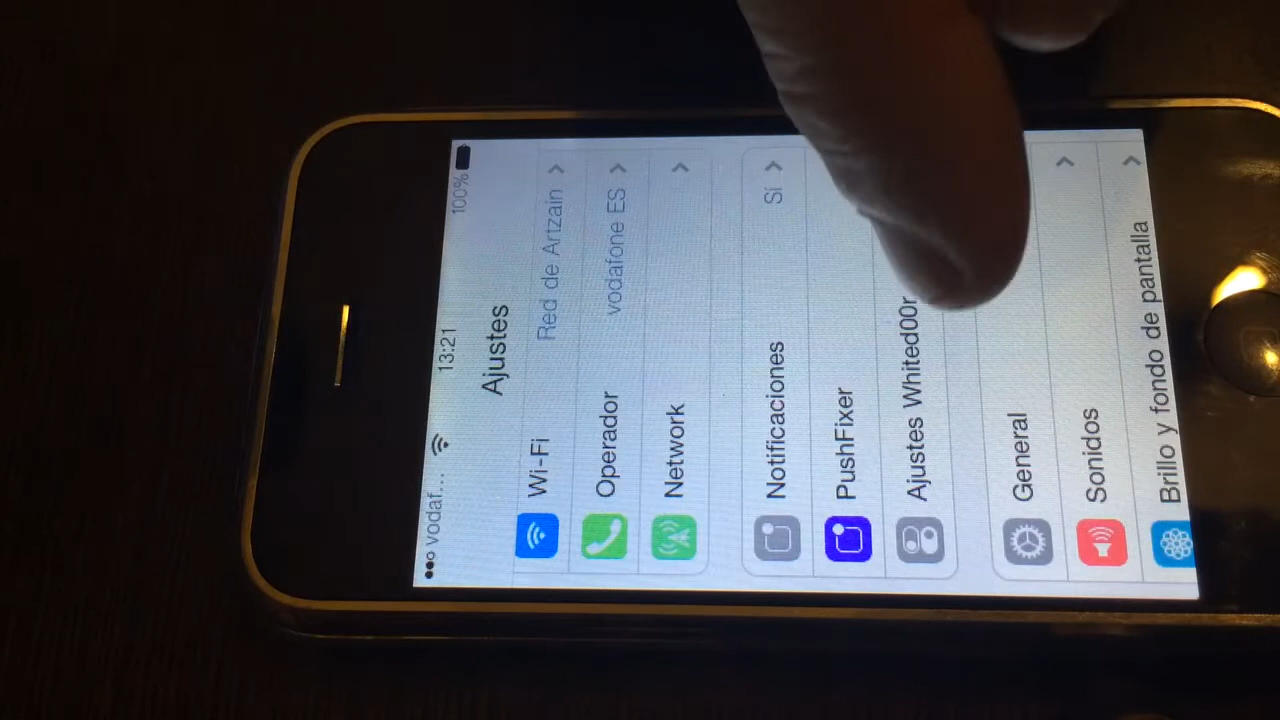 vodaf... 13:21 100%
Ajustes
Wi-Fi Red de Artzain
Operador vodafone ES
Network
Notificaciones Sí
PushFixer
Ajustes Whited00r
General
Sonidos
Brillo y fondo de pantalla